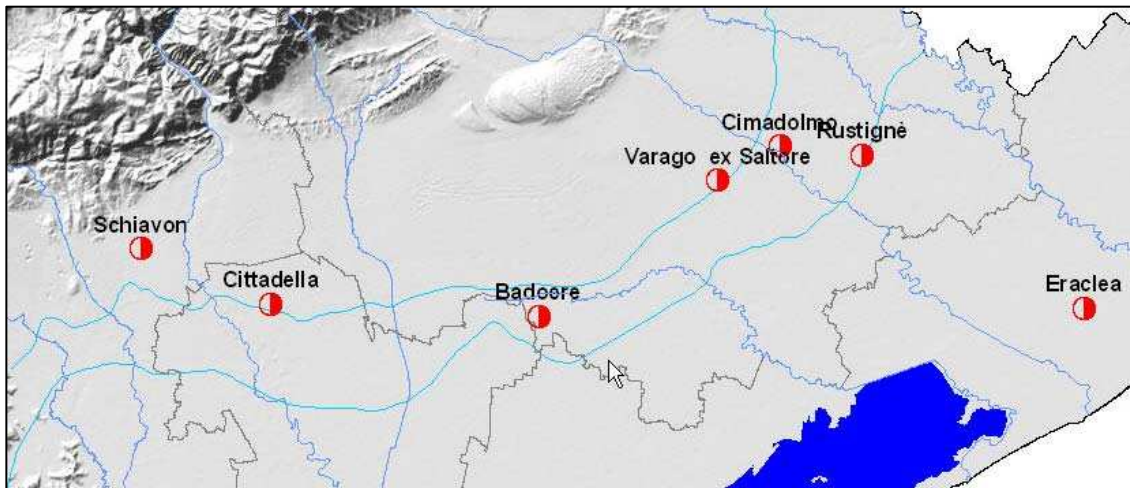 Cimadolmo
Rustignè
Varago ex Saltore
Schiavon
Cittadella
Badoere
Eraclea